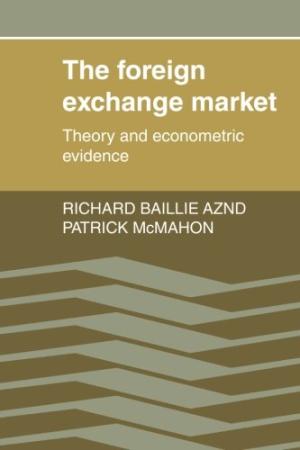 The foreign
exchange market
Theory and econometric
evidence
RICHARD BAILLIE AZND
PATRICK McMAHON